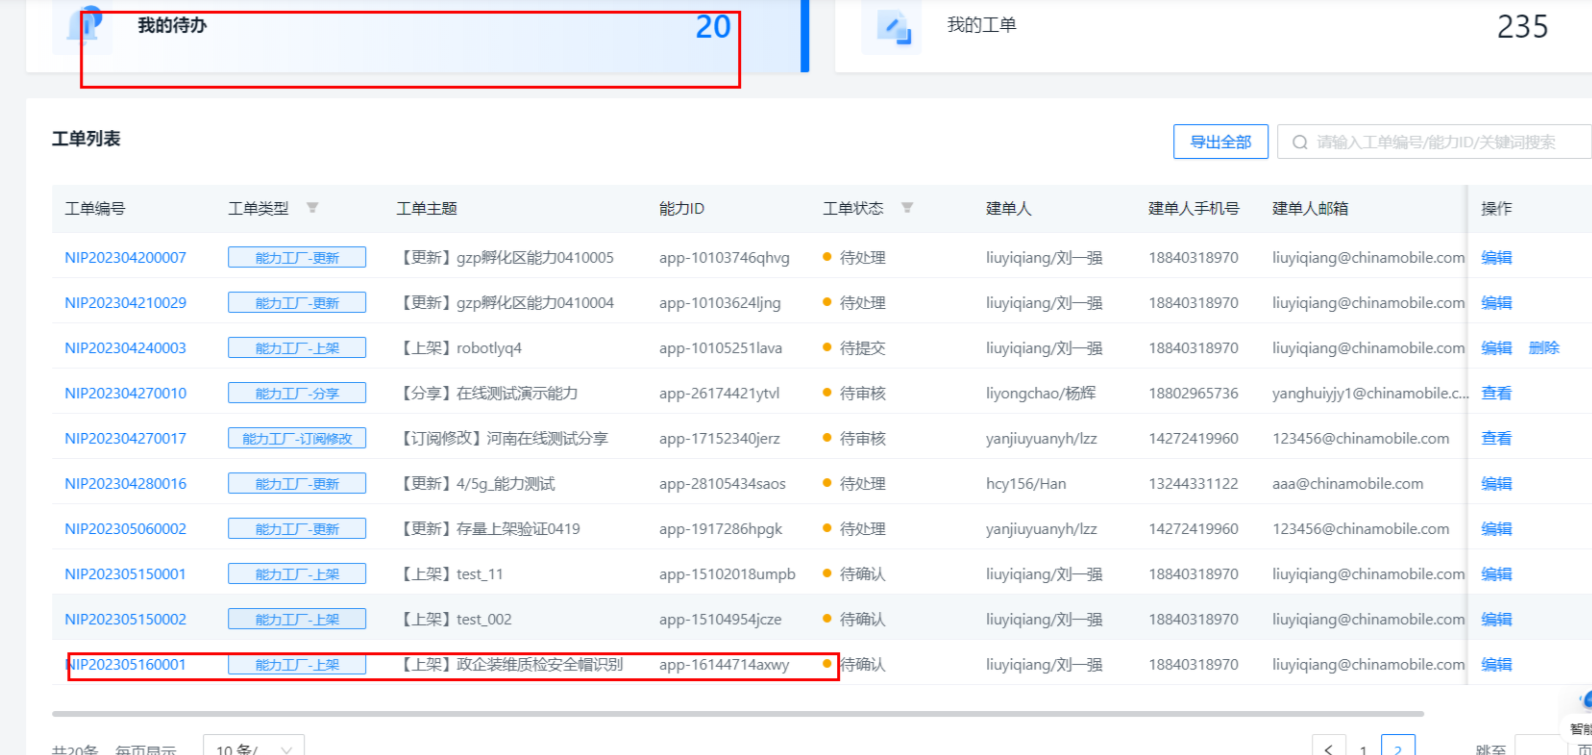 我的待办 20 我的工单 235
工单列表 导出全部 请输入工单编号/能力ID/关键词搜索
工单编号 工单类型 工单主题 能力ID 工单状态 建单人 建单人手机号 建单人邮箱 操作
NIP202304200007 能力工厂-更新 【更新】gzp孵化区能力0410005 app-10103746qhvg 待处理 liuyiqiang/刘一强 18840318970 liuyiqiang@chinamobile.com 编辑
NIP202304210029 能力工厂-更新 【更新】gzp孵化区能力0410004 app-10103624ljng 待处理 liuyiqiang/刘一强 18840318970 liuyiqiang@chinamobile.com 编辑
NIP202304240003 能力工厂-上架 【上架】robotlyq4 app-10105251lava 待提交 liuyiqiang/刘一强 18840318970 liuyiqiang@chinamobile.com 编辑 删除
NIP202304270010 能力工厂-分享 【分享】在线测试演示能力 app-26174421ytvl 待审核 liyongchao/杨辉 18802965736 yanghuiyjy1@chinamobile.c... 查看
NIP202304270017 能力工厂-订阅修改 【订阅修改】河南在线测试分享 app-17152340jerz 待审核 yanjiuyuanyh/lzz 14272419960 123456@chinamobile.com 查看
NIP202304280016 能力工厂-更新 【更新】4/5g_能力测试 app-28105434saos 待处理 hcy156/Han 13244331122 aaa@chinamobile.com 编辑
NIP202305060002 能力工厂-更新 【更新】存量上架验证0419 app-1917286hpgk 待处理 yanjiuyuanyh/lzz 14272419960 123456@chinamobile.com 编辑
NIP202305150001 能力工厂-上架 【上架】test_11 app-15102018umpb 待确认 liuyiqiang/刘一强 18840318970 liuyiqiang@chinamobile.com 编辑
NIP202305150002 能力工厂-上架 【上架】test_002 app-15104954jcze 待确认 liuyiqiang/刘一强 18840318970 liuyiqiang@chinamobile.com 编辑
NIP202305160001 能力工厂-上架 【上架】政企装维质检安全帽识别 app-16144714axwy 待确认 liuyiqiang/刘一强 18840318970 liuyiqiang@chinamobile.com 编辑
智能
共20条 每页显示 10 条/ < 1 2 跳至 页